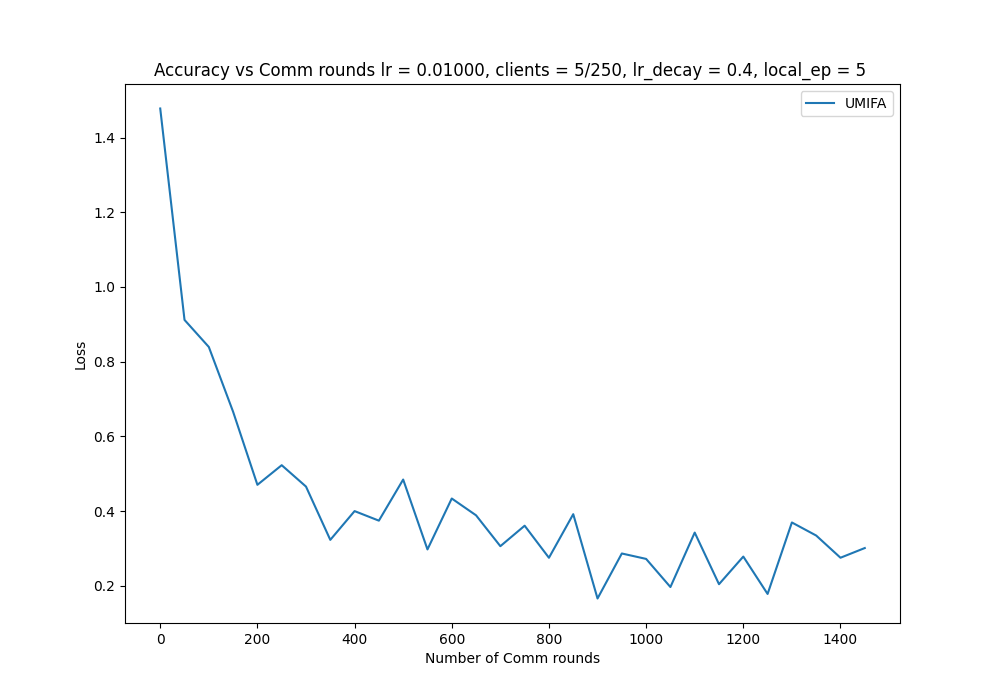 Accuracy vs Comm rounds lr = 0.01000, clients = 5/250, lr_decay = 0.4, local_ep = 5
UMIFA
1.4
1.2
1.0
0.8
0.6
0.4
0.2
Loss
0 200 400 600 800 1000 1200 1400
Number of Comm rounds